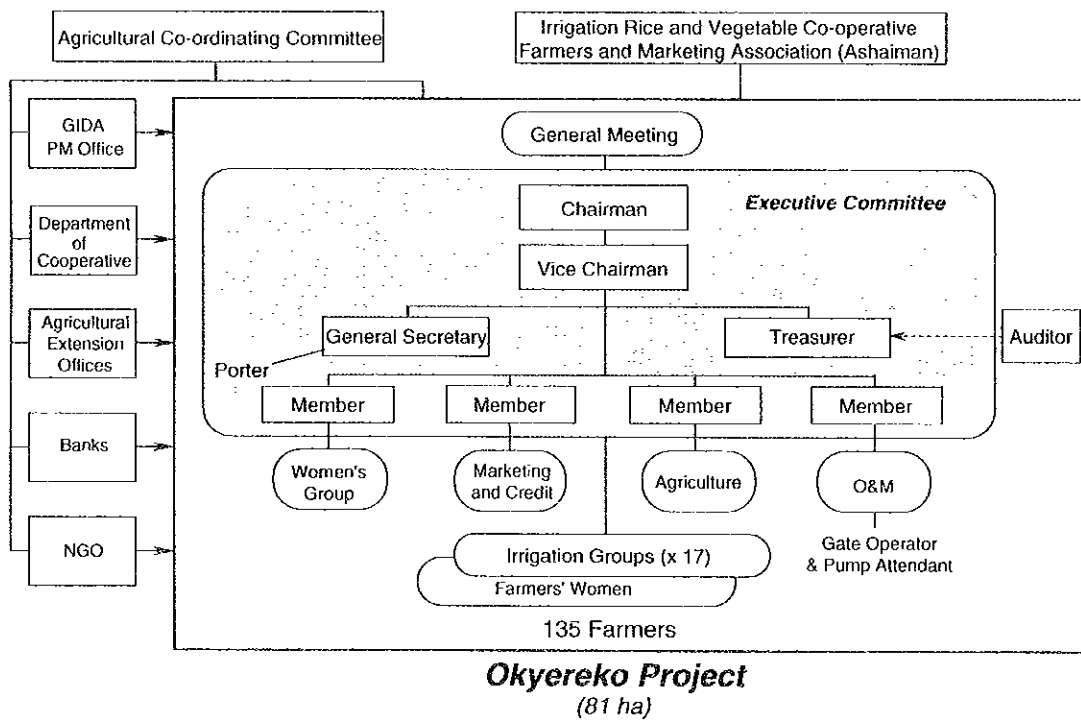 Agricultural Co-ordinating Committee
Irrigation Rice and Vegetable Co-operative
Farmers and Marketing Association (Ashaiman)
GIDA
PM Office
General Meeting
Executive Committee
Chairman
Department
of
Cooperative
Vice Chairman
Agricultural
Extension
Offices
General Secretary
Treasurer
Auditor
Porter
Member
Member
Member
Member
Banks
Women's
Group
Marketing
and Credit
Agriculture
O&M
NGO
Irrigation Groups (x 17)
Gate Operator
& Pump Attendant
Farmers' Women
135 Farmers
Okyereko Project
(81 ha)